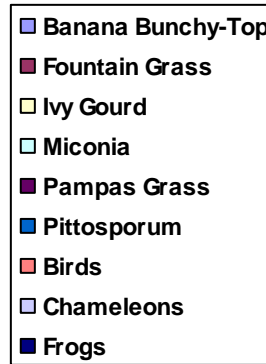 Banana Bunchy-Top
Fountain Grass
Ivy Gourd
Miconia
Pampas Grass
Pittosporum
Birds
Chameleons
Frogs